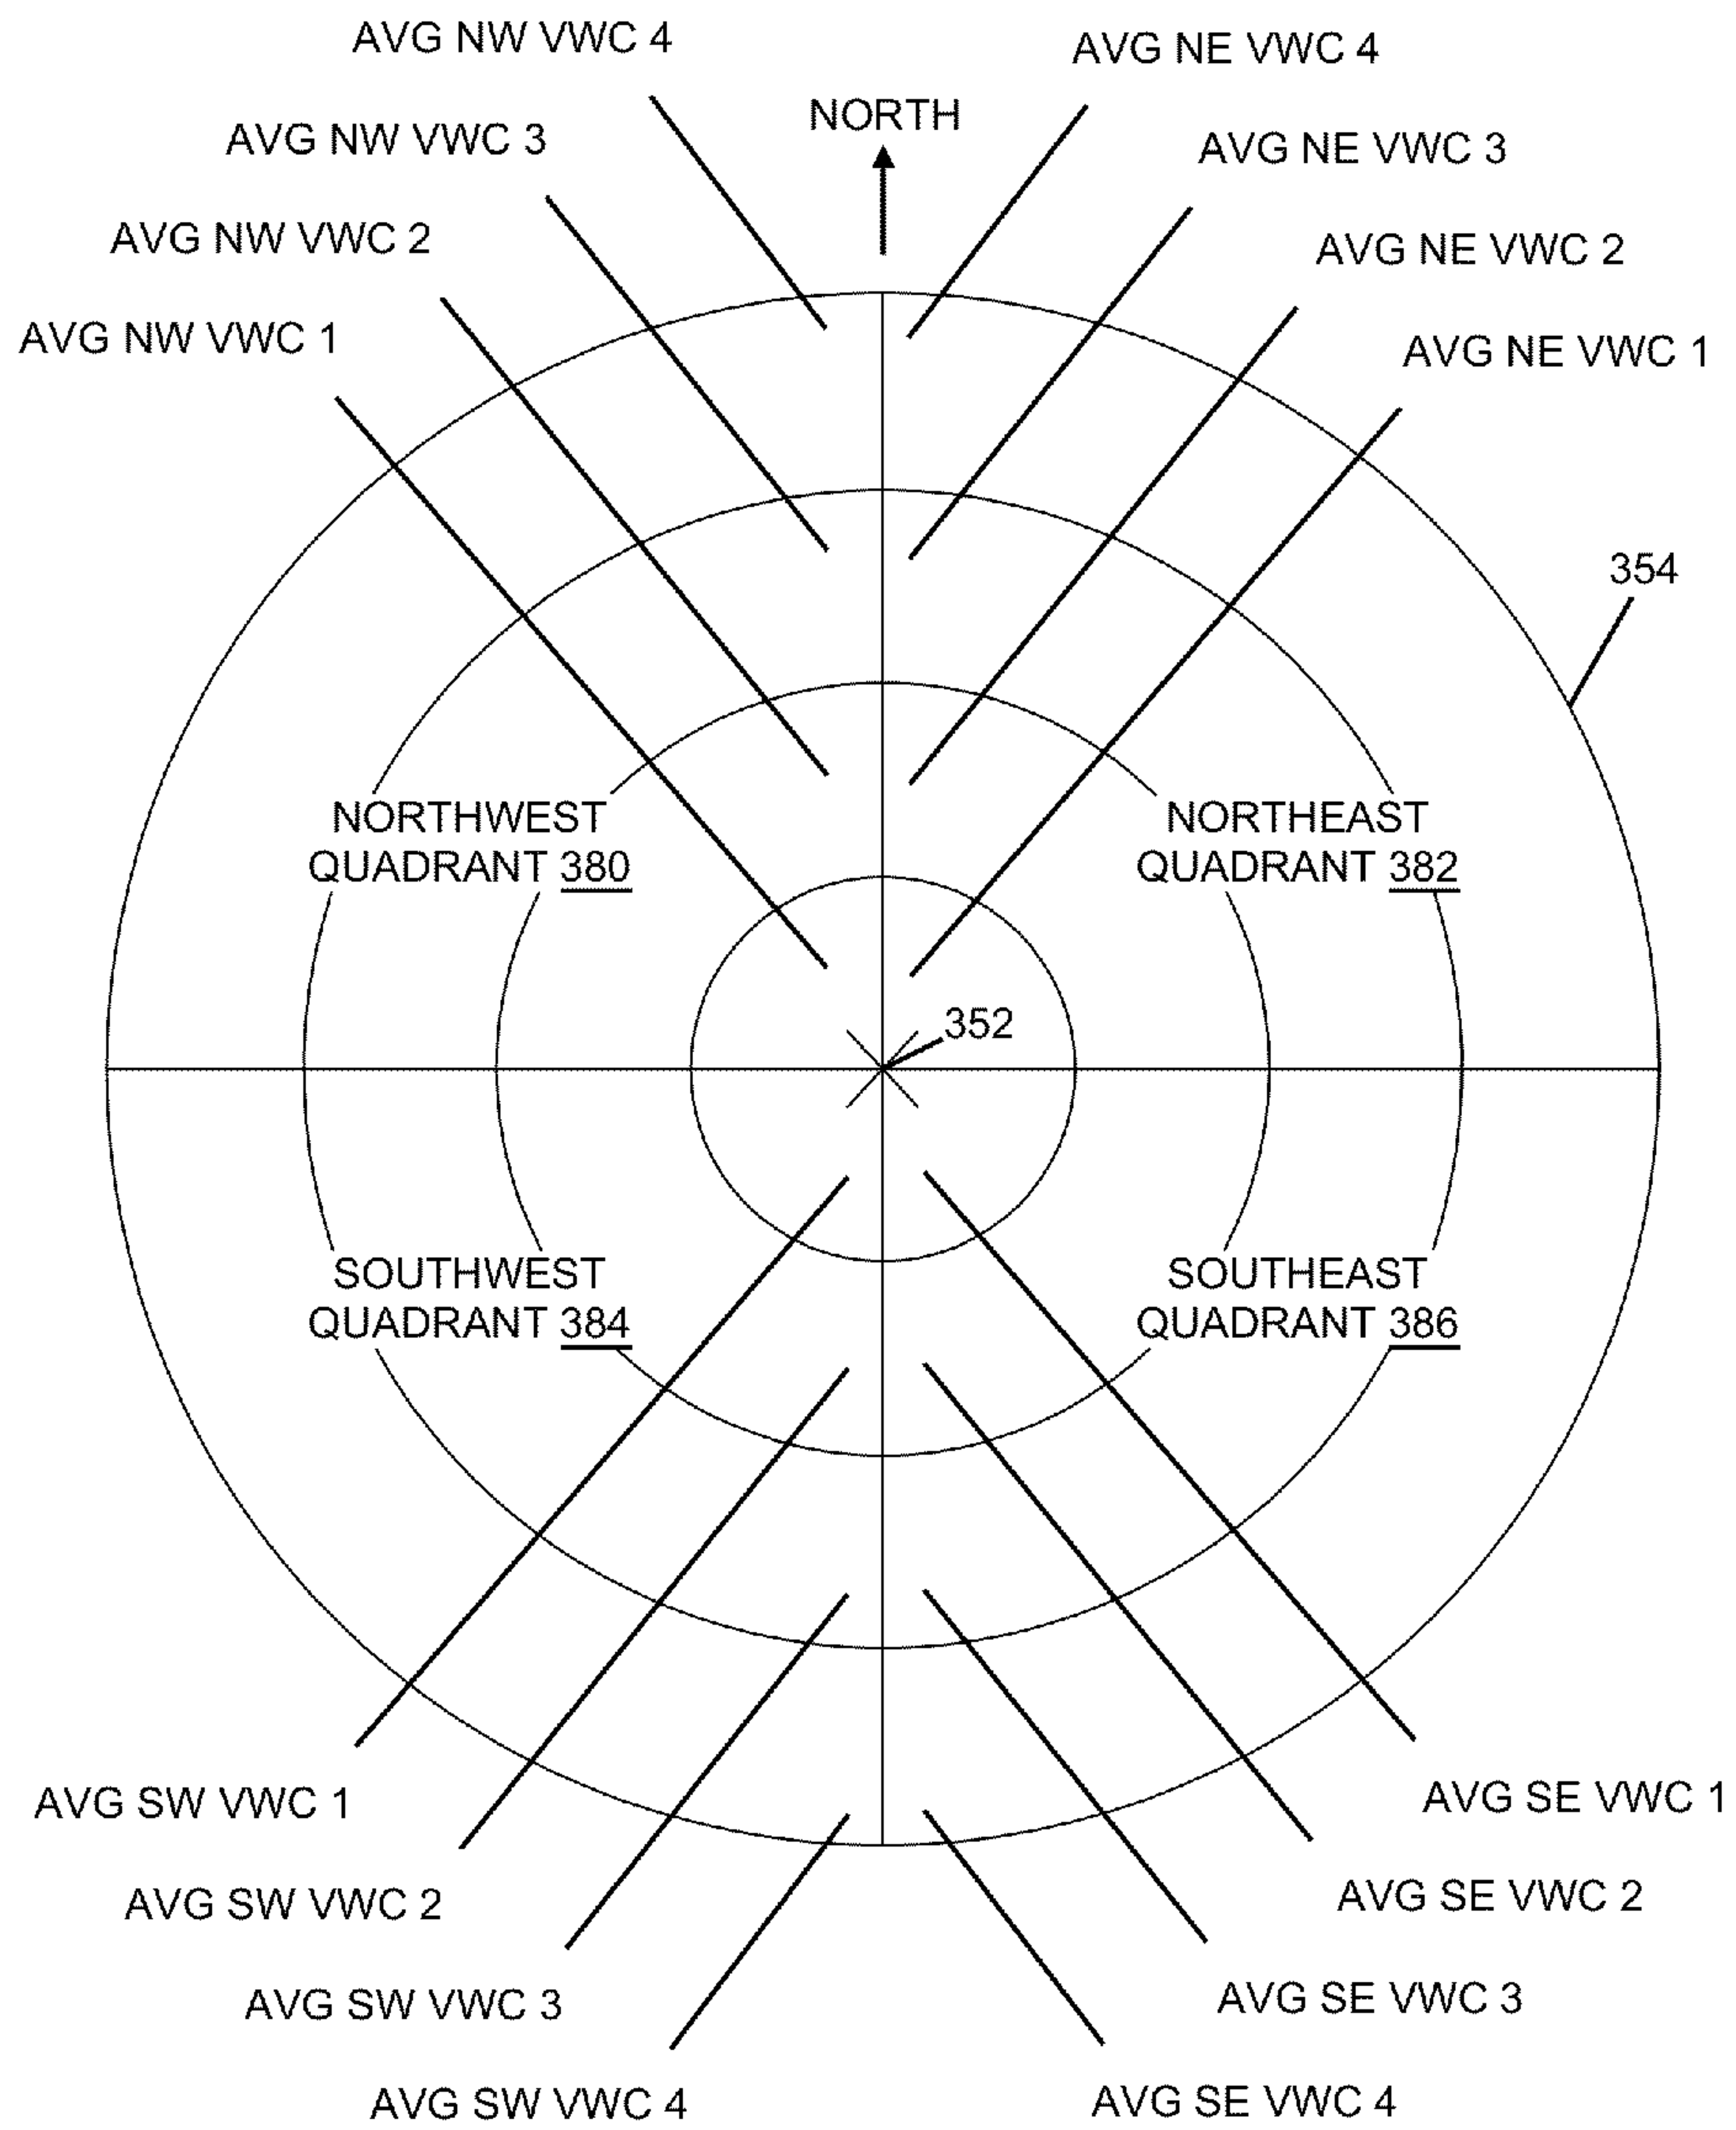 AVG NW VWC 4
AVG NE VWC 4
NORTH
AVG NW VWC 3
AVG NE VWC 3
AVG NW VWC 2
AVG NE VWC 2
AVG NW VWC 1
AVG NE VWC 1
354
NORTHWEST
QUADRANT 380
NORTHEAST
QUADRANT 382
352
SOUTHWEST
QUADRANT 384
SOUTHEAST
QUADRANT 386
AVG SW VWC 1
AVG SE VWC 1
AVG SW VWC 2
AVG SE VWC 2
AVG SW VWC 3
AVG SE VWC 3
AVG SW VWC 4
AVG SE VWC 4